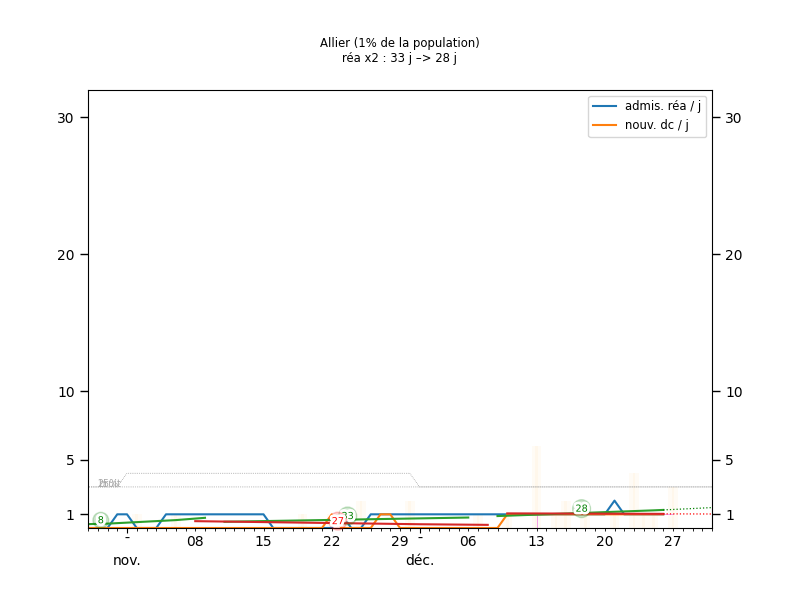 Allier (1% de la population)
réa x2 : 33 j –> 28 j
admis. réa / j
nouv. dc / j
30 30
20 20
10 10
5 5
1 1
8 27 33 28
- 08 15 22 29 - 06 13 20 27
nov. déc.